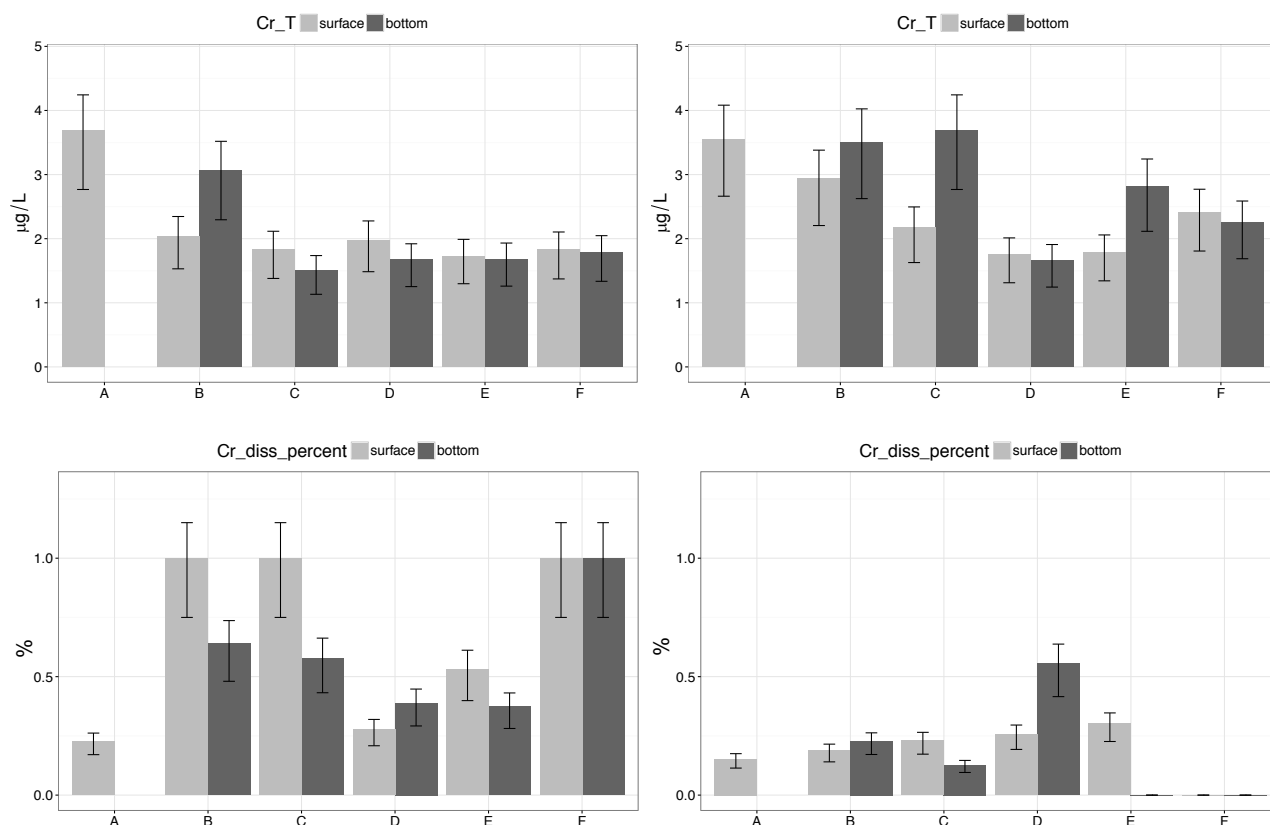 Cr_T surface bottom
μg/L
5
4
3
2
1
0
A B C D E F
Cr_T surface bottom
μg/L
5
4
3
2
1
0
A B C D E F
Cr_diss_percent surface bottom
%
1.0
0.5
0.0
A B C D E F
Cr_diss_percent surface bottom
%
1.0
0.5
0.0
A B C D E F